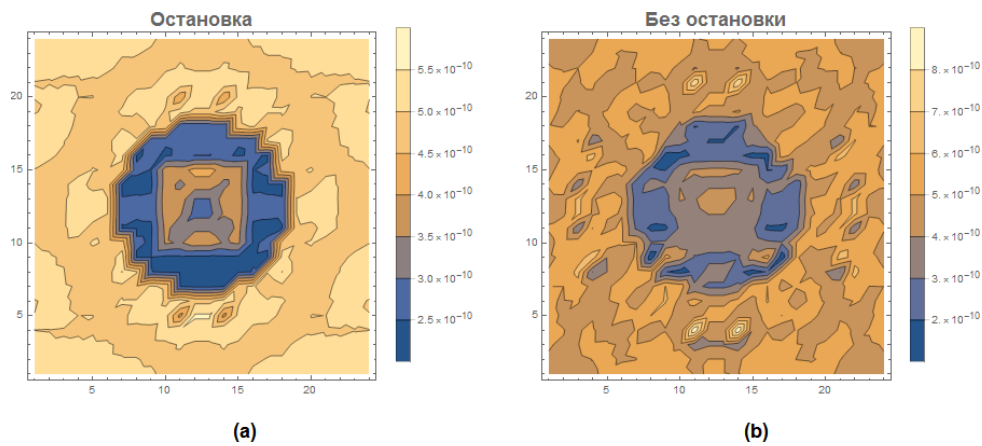 Остановка
Без остановки
20
15
10
5
5
10
15
20
5.5 × 10⁻¹⁰
5.0 × 10⁻¹⁰
4.5 × 10⁻¹⁰
4.0 × 10⁻¹⁰
3.5 × 10⁻¹⁰
3.0 × 10⁻¹⁰
2.5 × 10⁻¹⁰
20
15
10
5
5
10
15
20
8. × 10⁻¹⁰
7. × 10⁻¹⁰
6. × 10⁻¹⁰
5. × 10⁻¹⁰
4. × 10⁻¹⁰
3. × 10⁻¹⁰
2. × 10⁻¹⁰
(a)
(b)